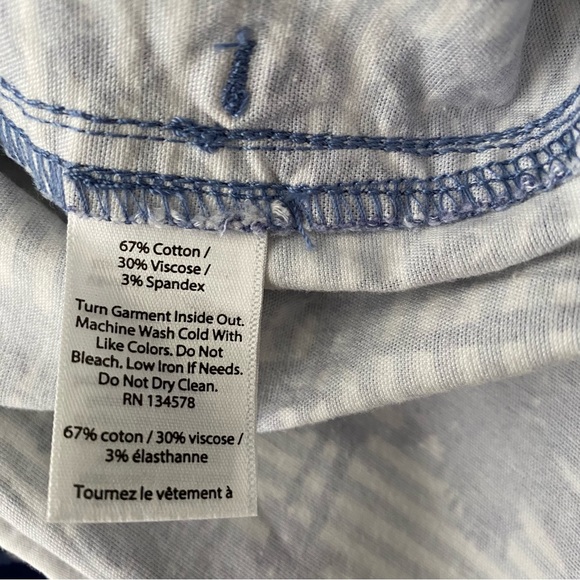 67% Cotton /
30% Viscose /
3% Spandex
Turn Garment Inside Out.
Machine Wash Cold With
Like Colors. Do Not
Bleach. Low Iron If Needs.
Do Not Dry Clean.
RN 134578
67% coton / 30% viscose /
3% élasthanne
Tournez le vêtement à